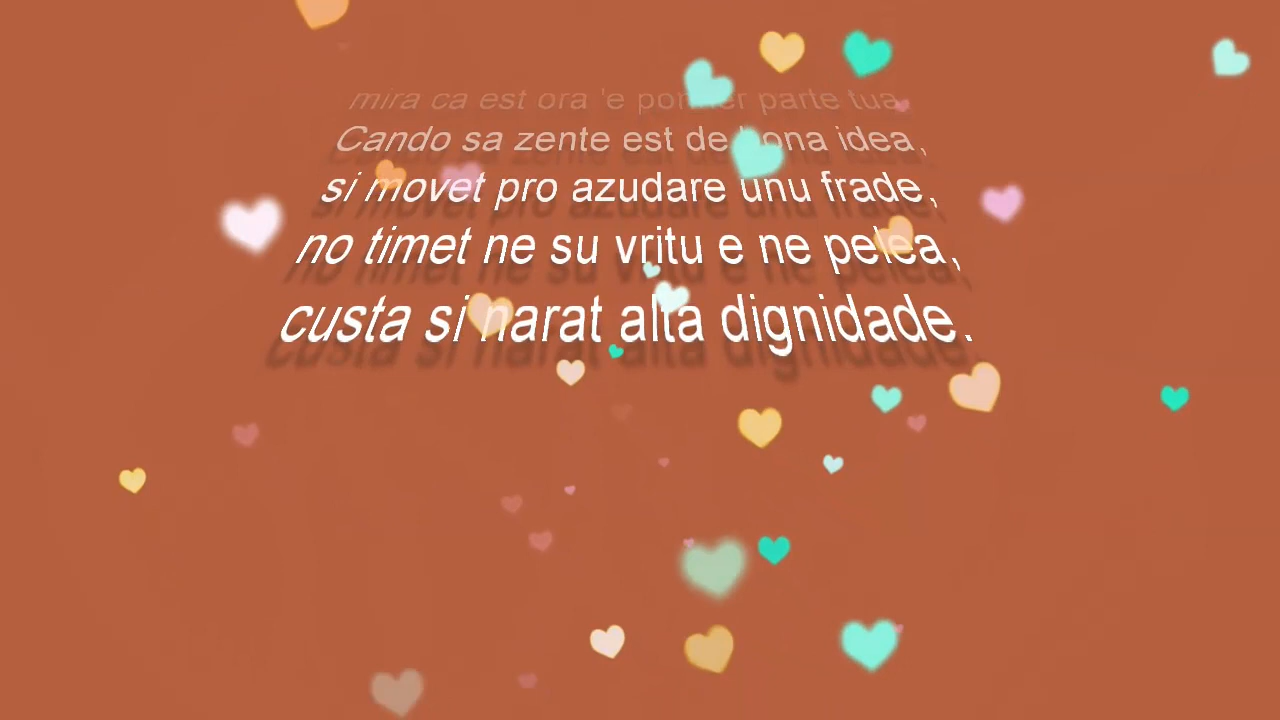 mira ca est ora 'e ponner parte tua
Cando sa zente est de bona idea,
si movet pro azudare unu frade,
no timet ne su vritu e ne pelea,
custa si narat alta dignidade.